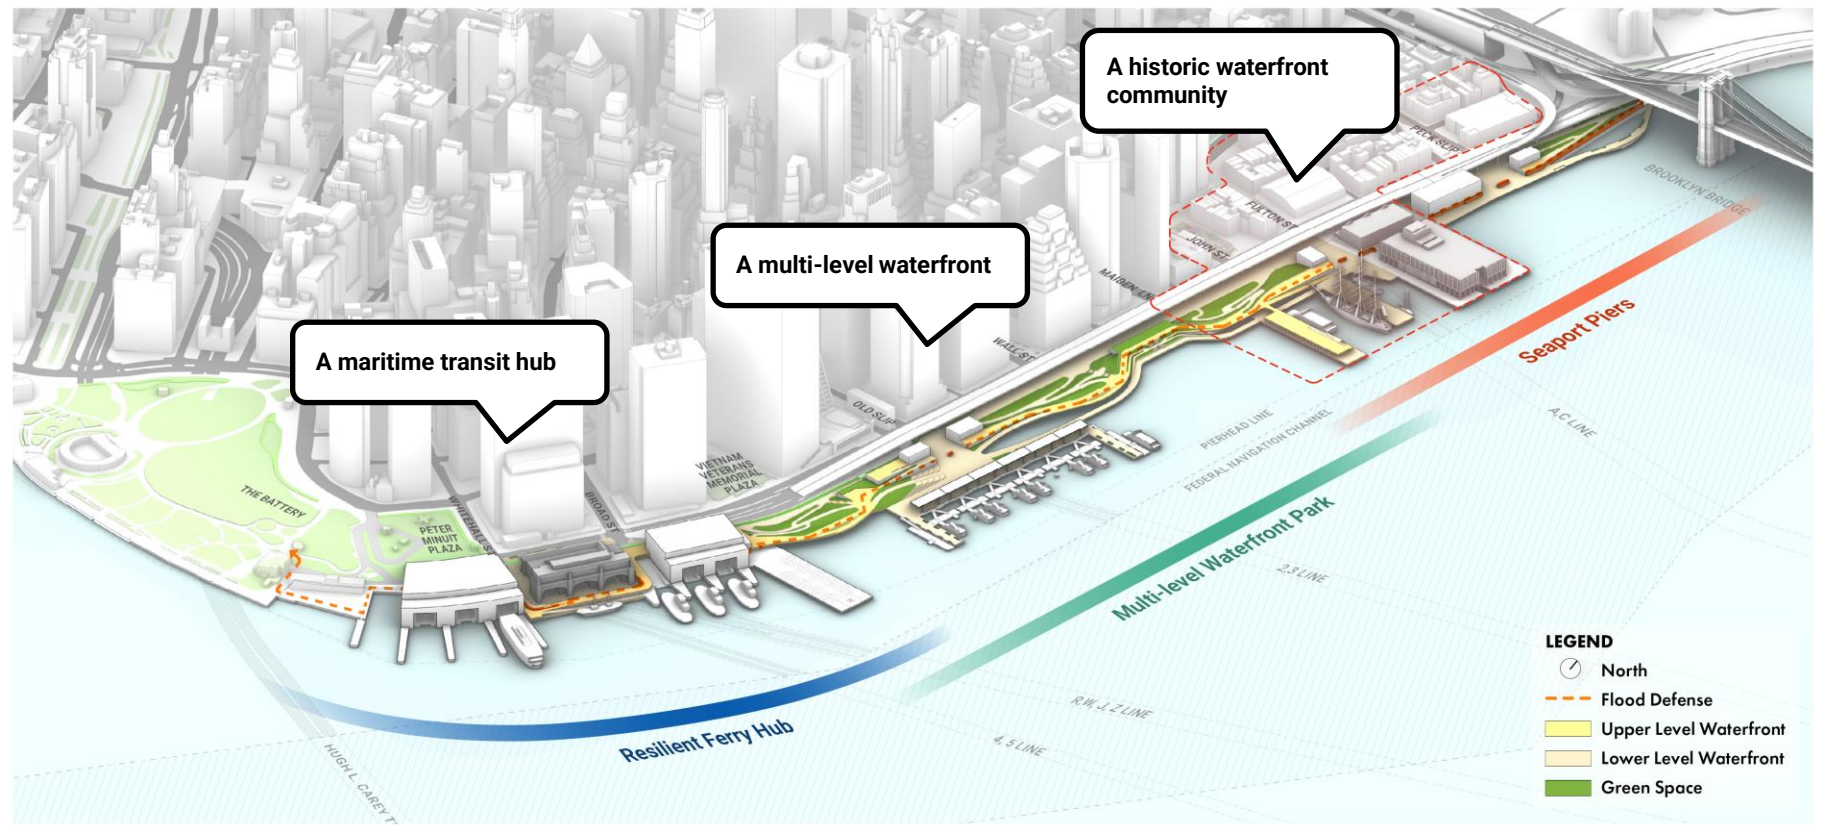 A historic waterfront
community
PECK SLIP
BROOKLYN
BRIDGE
FULTON ST
JOHN ST
A multi-level waterfront
MAIDEN LN
Seaport Piers
WALL ST
A maritime transit hub
OLD SLIP
PIERHEAD LINE
FEDERAL NAVIGATION CHANNEL
A,C LINE
VIETNAM
VETERANS
MEMORIAL
PLAZA
THE BATTERY
WHITEHALL ST
BROAD ST
PETER
MINUIT
PLAZA
Multi-level Waterfront Park
2,3 LINE
Resilient Ferry Hub
R,W, J, Z LINE
4, 5 LINE
HUGH L. CAREY T
LEGEND
North
Flood Defense
Upper Level Waterfront
Lower Level Waterfront
Green Space